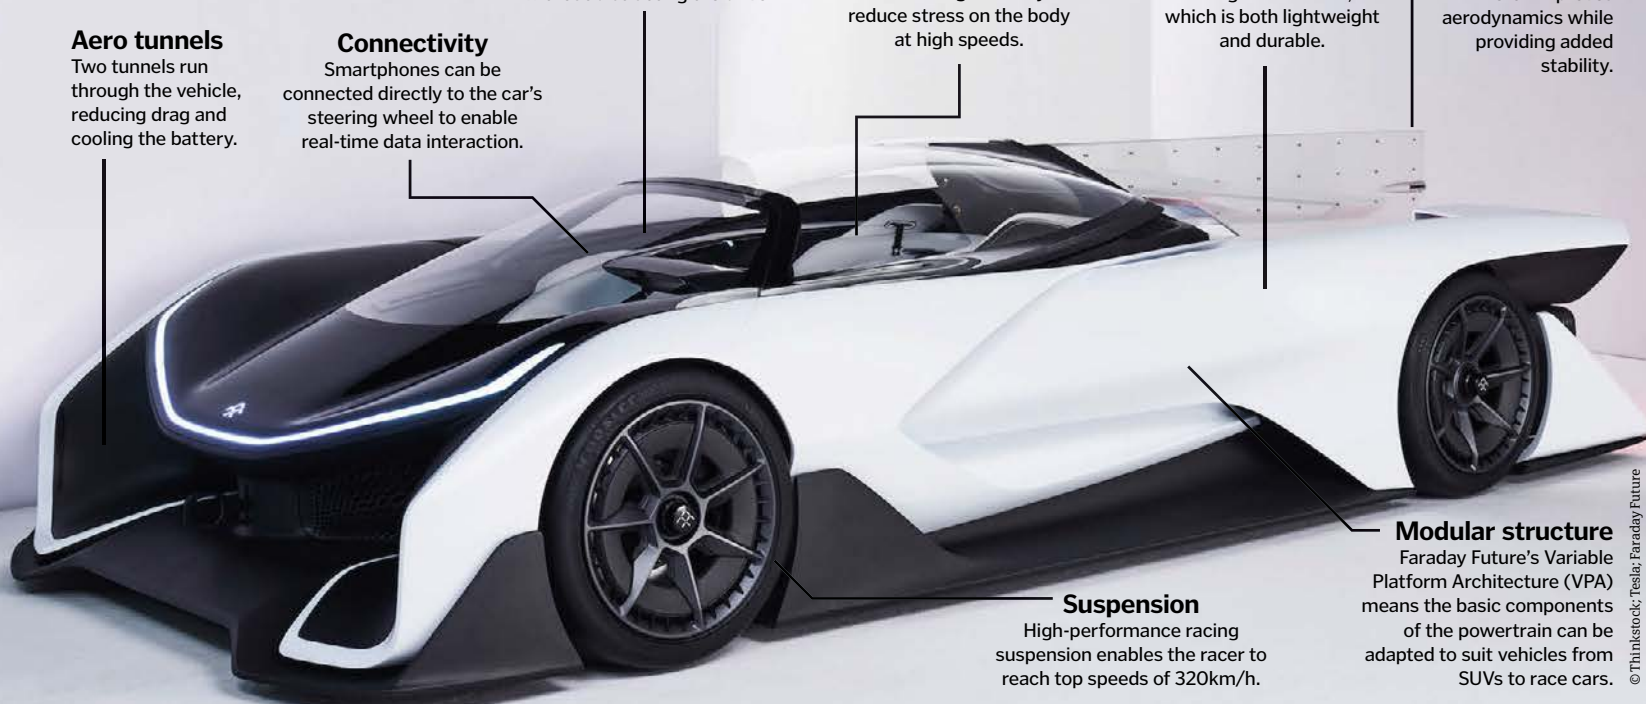 reduce stress on the body
at high speeds.
which is both lightweight
and durable.
aerodynamics while
providing added
stability.
Aero tunnels
Two tunnels run
through the vehicle,
reducing drag and
cooling the battery.
Connectivity
Smartphones can be
connected directly to the car’s
steering wheel to enable
real-time data interaction.
Suspension
High-performance racing
suspension enables the racer to
reach top speeds of 320km/h.
Modular structure
Faraday Future’s Variable
Platform Architecture (VPA)
means the basic components
of the powertrain can be
adapted to suit vehicles from
SUVs to race cars.
© Thinkstock; Tesla; Faraday Future